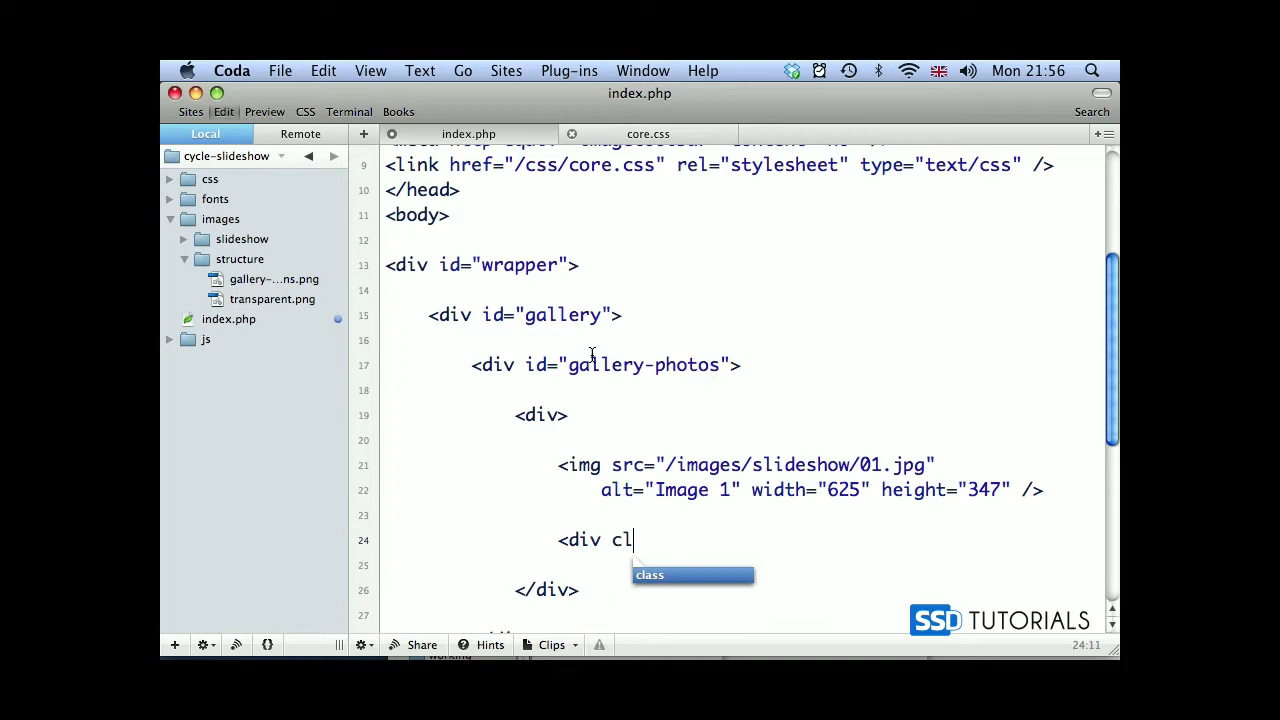 Coda File Edit View Text Go Sites Plug-ins Window Help Mon 21:56
index.php
Sites Edit Preview CSS Terminal Books Search
Local Remote + index.php core.css
cycle-slideshow
css
fonts
images
slideshow
structure
gallery-...ns.png
transparent.png
index.php
js
9 <link href="/css/core.css" rel="stylesheet" type="text/css" />
10 </head>
11 <body>
12
13 <div id="wrapper">
14
15 <div id="gallery">
16
17 <div id="gallery-photos">
18
19 <div>
20
21 <img src="/images/slideshow/01.jpg"
22 alt="Image 1" width="625" height="347" />
23
24 <div cl
class
25
26 </div>
27
SSD TUTORIALS
+ {} Share Hints Clips 24:11